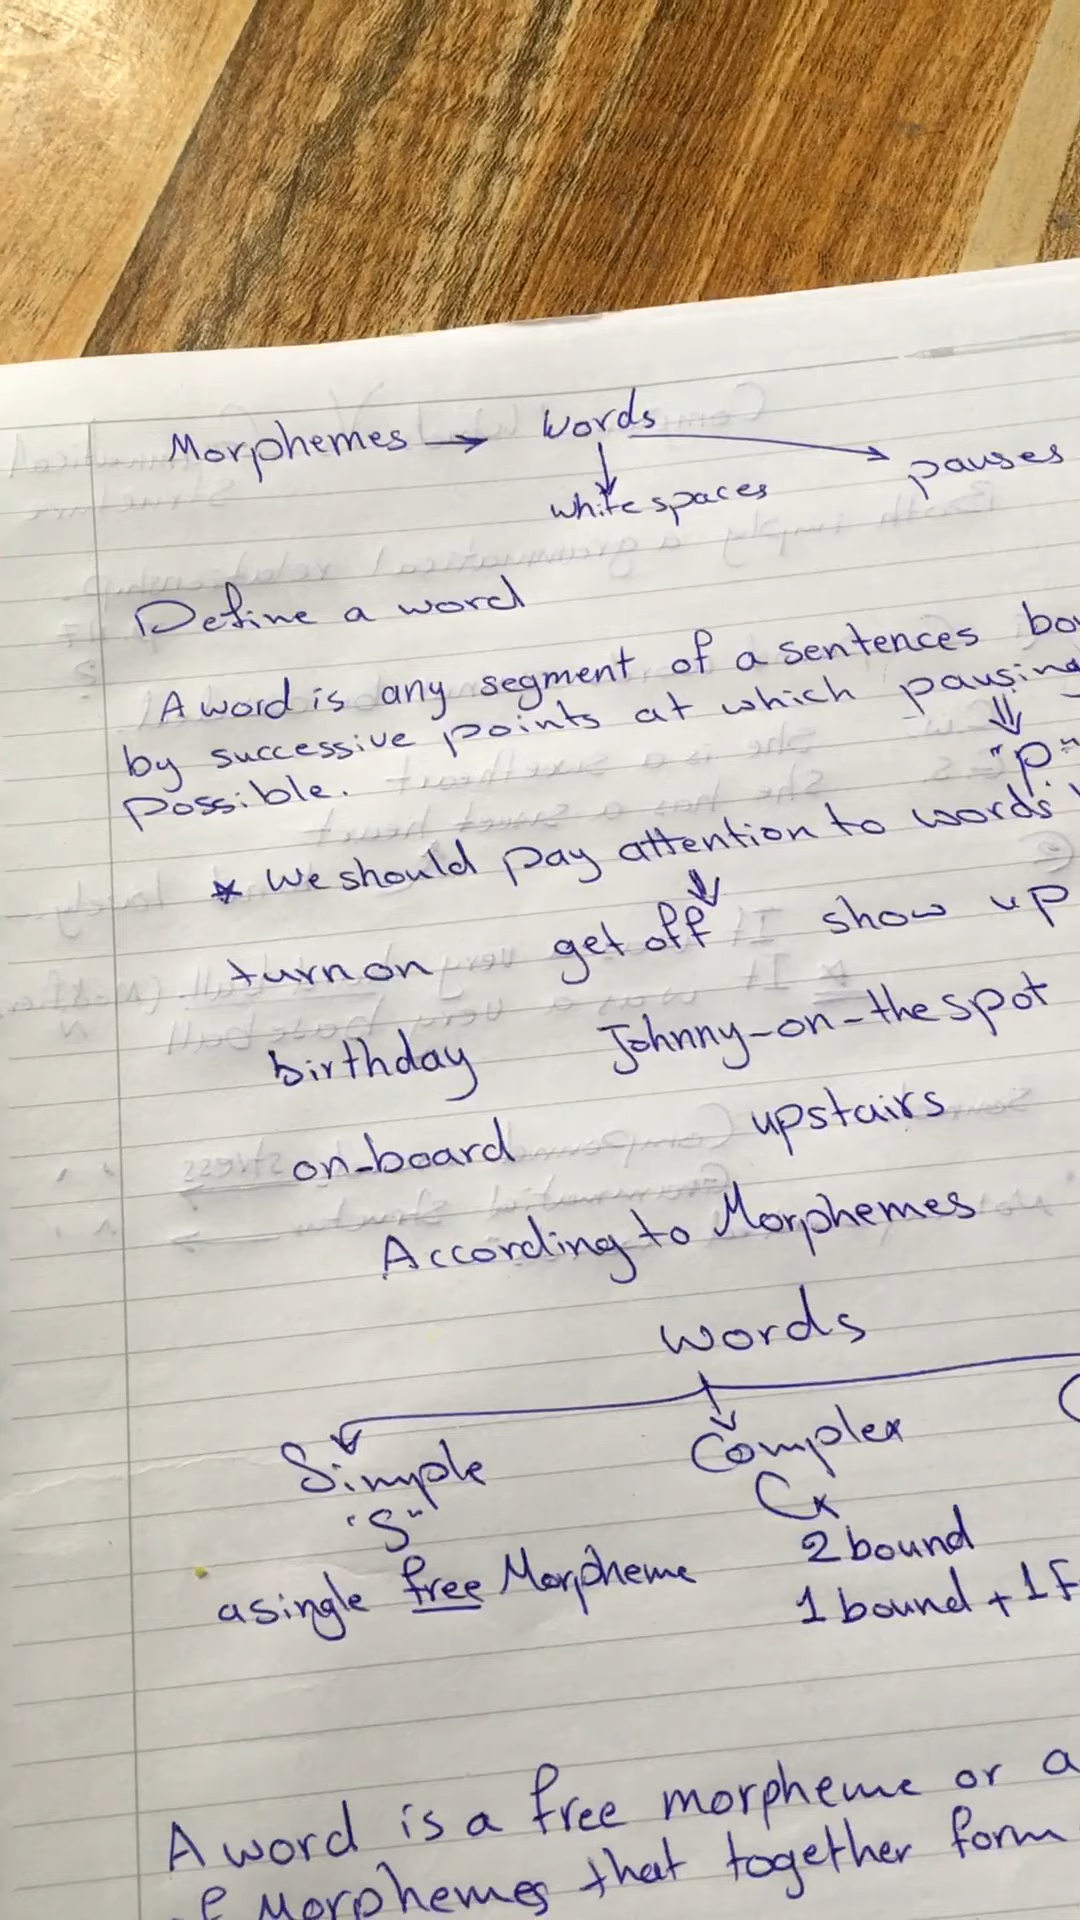 Morphemes → words → pauses
white spaces
Define a word
A word is any segment of a sentences
by successive points at which pausing
possible.
"P"
* We should pay attention to words
turn on get off show up
birthday Johnny-on-the spot
on-board upstairs
According to Morphemes
words
Simple Complex
"S" Cx
a single free Morpheme 2 bound
1 bound + 1 F
A word is a free morpheme or a
of Morphemes that together form